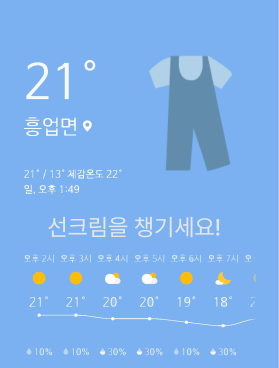 21°
흥업면
21° / 13° 체감온도 22°
일, 오후 1:49
선크림을 챙기세요!
오후 2시 오후 3시 오후 4시 오후 5시 오후 6시 오후 7시
21° 21° 20° 20° 19° 18°
10% 10% 30% 30% 10% 30%